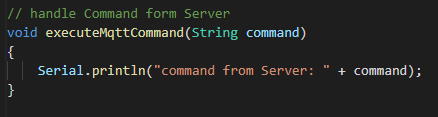 // handle Command form Server
void executeMqttCommand(String command)
{
    Serial.println("command from Server: " + command);
}